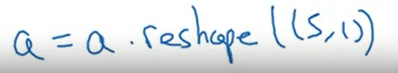 a = a.reshape((5,1))